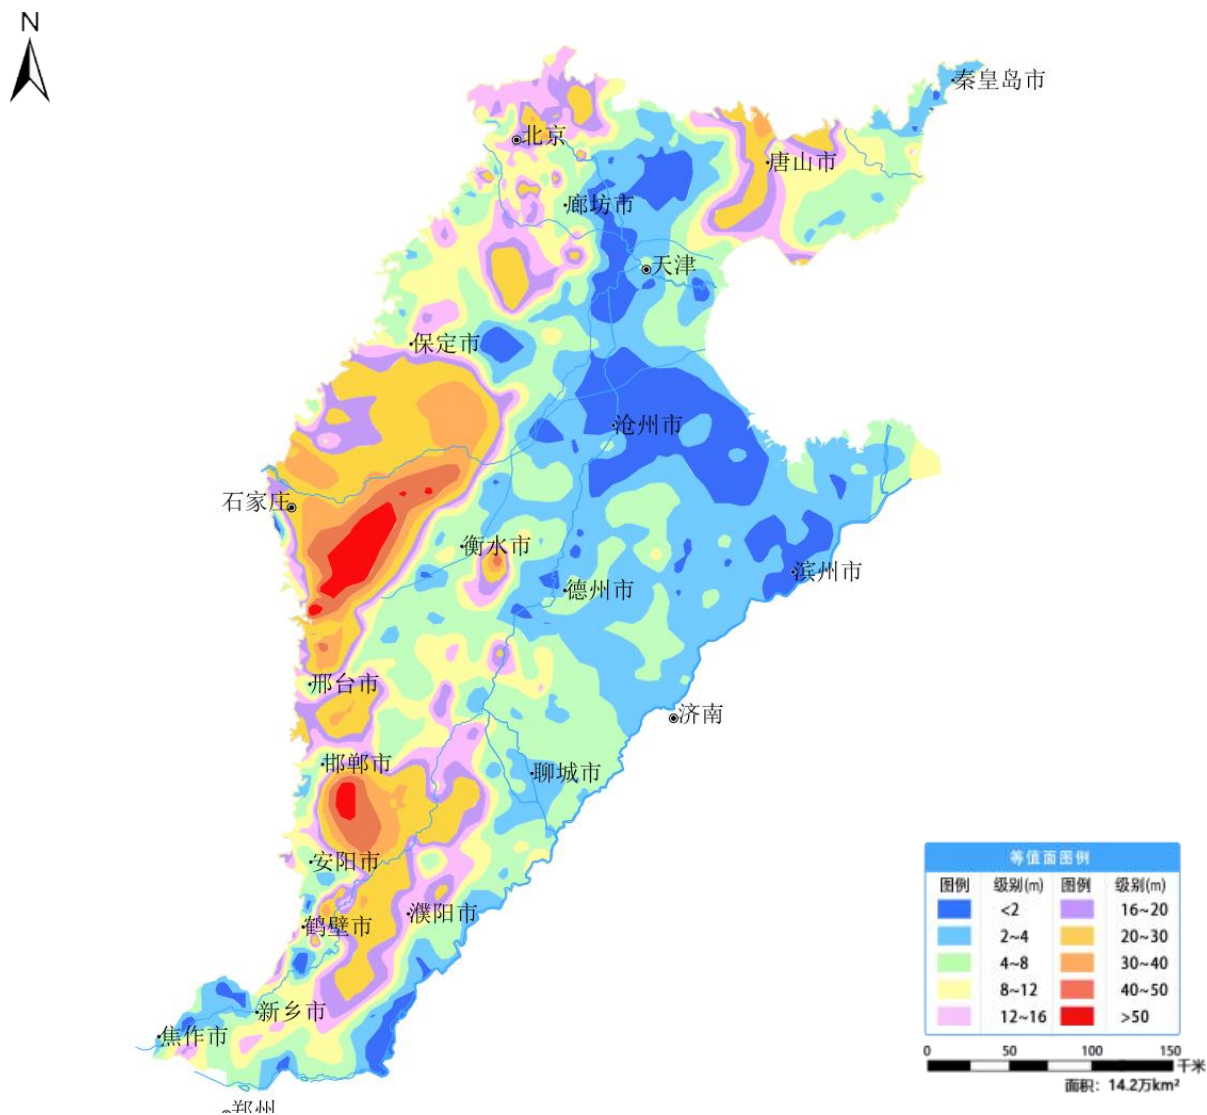 N
秦皇岛市
北京
唐山市
廊坊市
天津
保定市
沧州市
石家庄
衡水市
滨州市
德州市
邢台市
济南
邯郸市
聊城市
安阳市
濮阳市
鹤壁市
新乡市
焦作市
郑州
等值面图例
图例 级别(m) 图例 级别(m)
<2 16~20
2~4 20~30
4~8 30~40
8~12 40~50
12~16 >50
0 50 100 150 千米
面积：14.2万km²